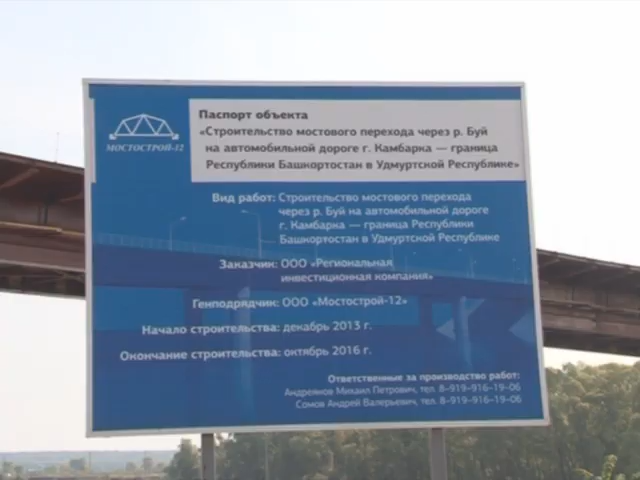 МОСТОСТРОЙ-12
Паспорт объекта
«Строительство мостового перехода через р. Буй
на автомобильной дороге г. Камбарка — граница
Республики Башкортостан в Удмуртской Республике»
Вид работ: Строительство мостового перехода
через р. Буй на автомобильной дороге
г. Камбарка — граница Республики
Башкортостан в Удмуртской Республике
Заказчик: ООО «Региональная
инвестиционная компания»
Генподрядчик: ООО «Мостострой-12»
Начало строительства: декабрь 2013 г.
Окончание строительства: октябрь 2016 г.
Ответственные за производство работ:
Андреянов Михаил Петрович, тел. 8-919-916-19-06
Сомов Андрей Валерьевич, тел. 8-919-916-19-06